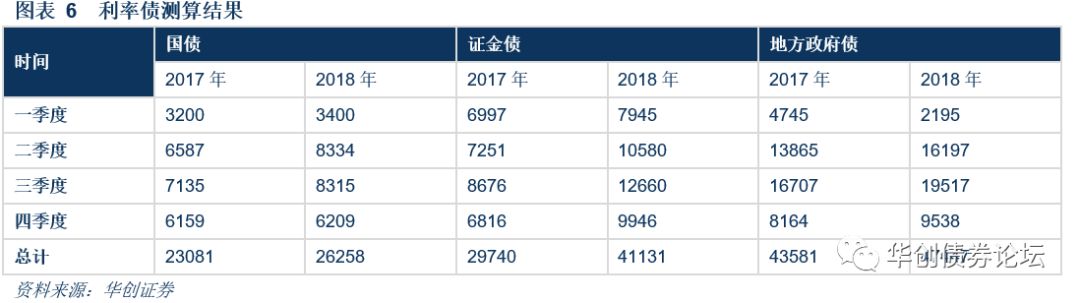 图表 6 利率债测算结果
时间 国债 证金债 地方政府债
2017 年 2018 年 2017 年 2018 年 2017 年 2018 年
一季度 3200 3400 6997 7945 4745 2195
二季度 6587 8334 7251 10580 13865 16197
三季度 7135 8315 8676 12660 16707 19517
四季度 6159 6209 6816 9946 8164 9538
总计 23081 26258 29740 41131 43581
华创债券论坛
资料来源：华创证券